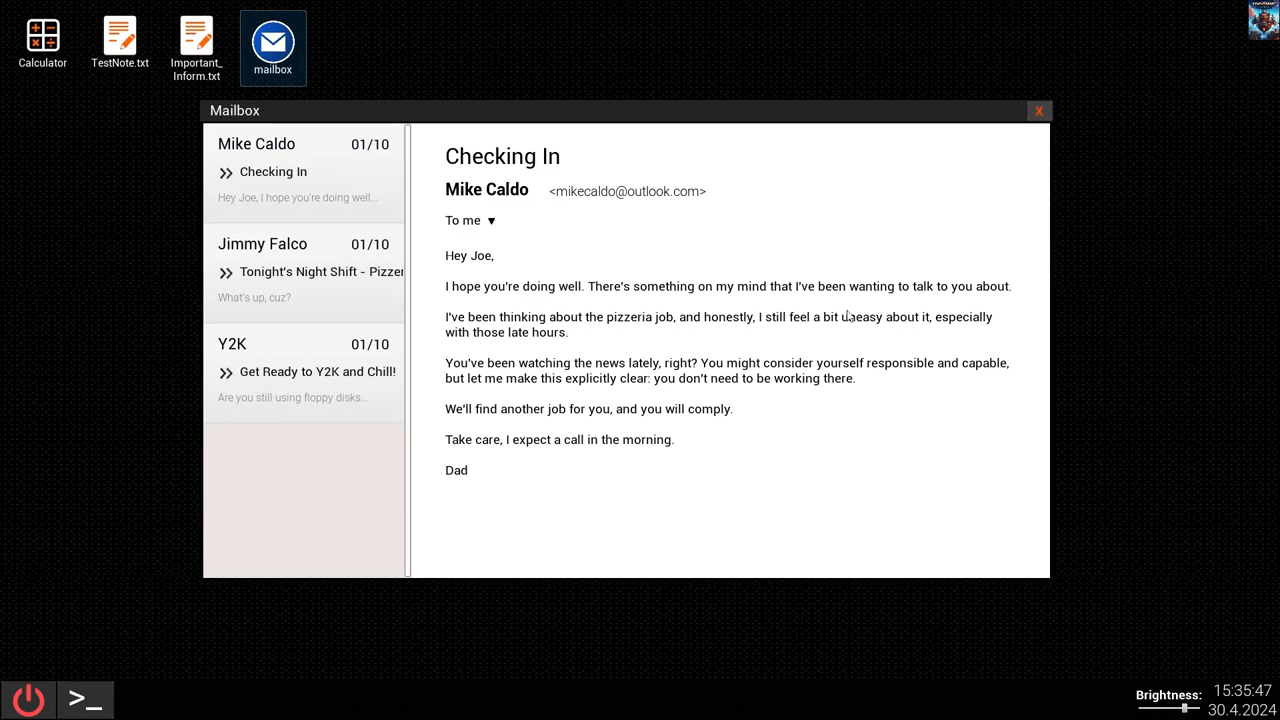 Calculator
TestNote.txt
Important_
Inform.txt
mailbox
Mailbox
X
Mike Caldo 01/10
Checking In
Hey Joe, I hope you're doing well...
Jimmy Falco 01/10
Tonight's Night Shift - Pizzer
What's up, cuz?
Y2K 01/10
Get Ready to Y2K and Chill!
Are you still using floppy disks...
Checking In
Mike Caldo <mikecaldo@outlook.com>
To me ▼
Hey Joe,
I hope you're doing well. There's something on my mind that I've been wanting to talk to you about.
I've been thinking about the pizzeria job, and honestly, I still feel a bit uneasy about it, especially
with those late hours.
You've been watching the news lately, right? You might consider yourself responsible and capable,
but let me make this explicitly clear: you don't need to be working there.
We'll find another job for you, and you will comply.
Take care, I expect a call in the morning.
Dad
>_
Brightness:
15:35:47
30.4.2024